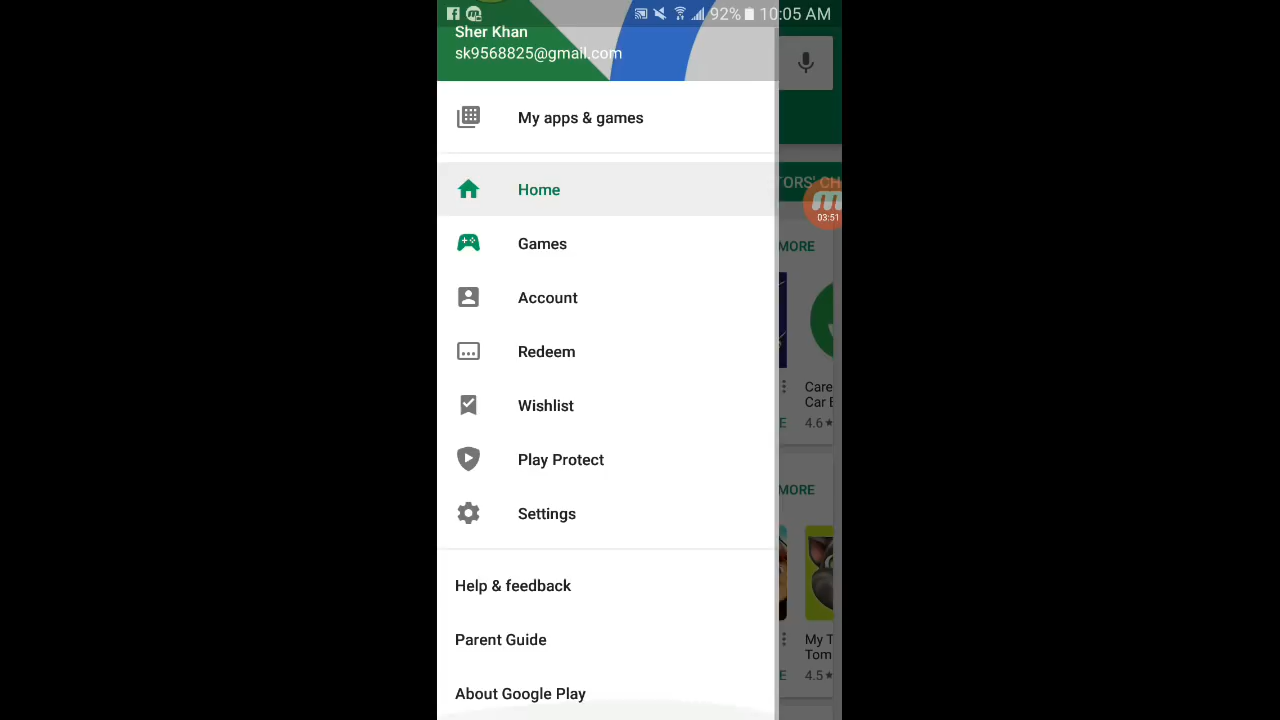 92% 10:05 AM
Sher Khan
sk9568825@gmail.com
My apps & games
Home
Games
Account
Redeem
Wishlist
Play Protect
Settings
Help & feedback
Parent Guide
About Google Play
TORS' CH
03:51
MORE
Care
Car E
E 4.6★
MORE
My T
Tom
E 4.5★